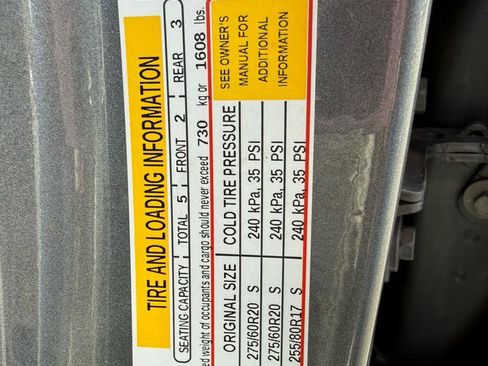 TIRE AND LOADING INFORMATION
SEATING CAPACITY TOTAL 5 FRONT 2 REAR 3
weight of occupants and cargo should never exceed 730 kg or 1608 lbs.
ORIGINAL SIZE COLD TIRE PRESSURE SEE OWNER'S
275/60R20 S 240 kPa, 35 PSI MANUAL FOR
275/60R20 S 240 kPa, 35 PSI ADDITIONAL
255/80R17 S 240 kPa, 35 PSI INFORMATION